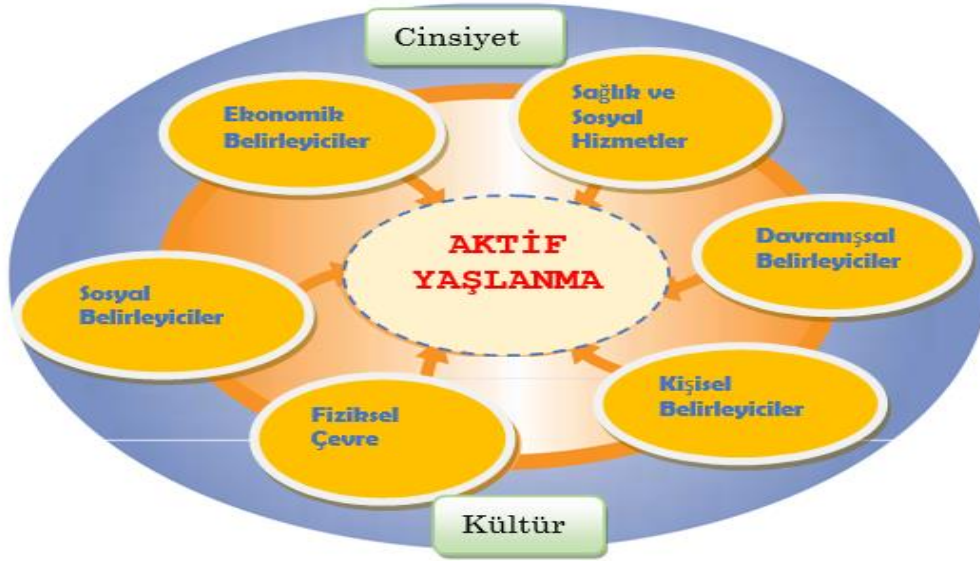 Cinsiyet
Ekonomik
Belirleyiciler
Sağlık ve
Sosyal
Hizmetler
AKTİF
YAŞLANMA
Davranışsal
Belirleyiciler
Sosyal
Belirleyiciler
Kişisel
Belirleyiciler
Fiziksel
Çevre
Kültür